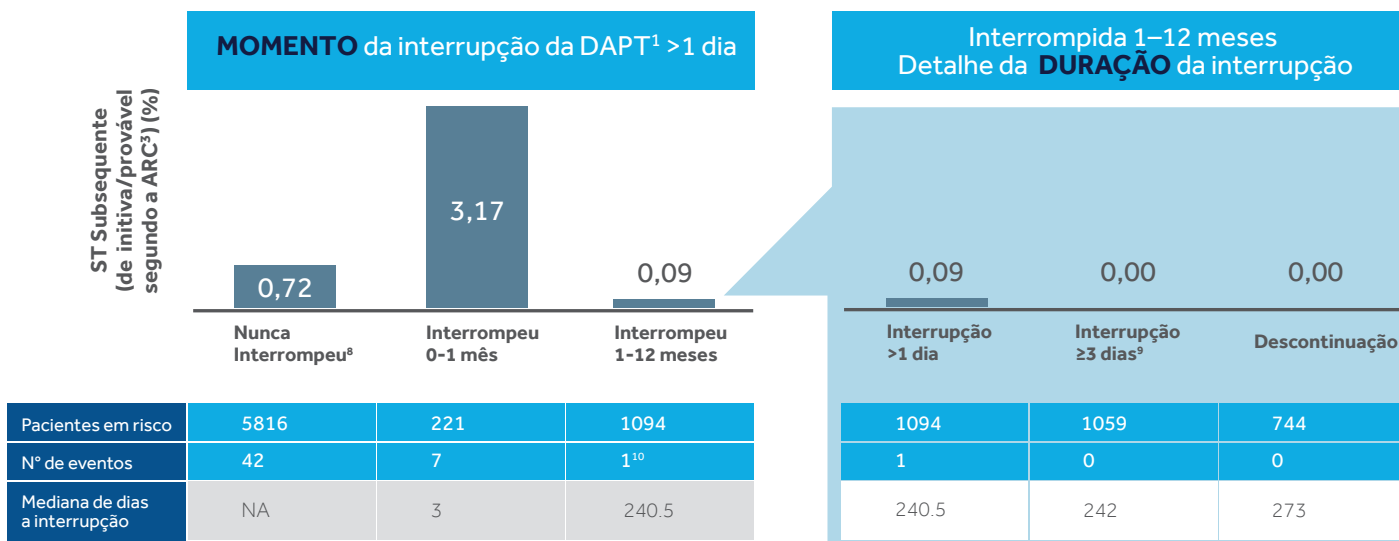 MOMENTO da interrupção da DAPT¹ >1 dia
Interrompida 1–12 meses
Detalhe da DURAÇÃO da interrupção
ST Subsequente
(de initiva/provável
segundo a ARC³) (%)
0,72
3,17
0,09
0,09
0,00
0,00
Nunca
Interrompeu⁸
Interrompeu
0-1 mês
Interrompeu
1-12 meses
Interrupção
>1 dia
Interrupção
≥3 dias⁹
Descontinuação
Pacientes em risco 5816 221 1094 1094 1059 744
N° de eventos 42 7 1¹⁰ 1 0 0
Mediana de dias
a interrupção NA 3 240.5 240.5 242 273